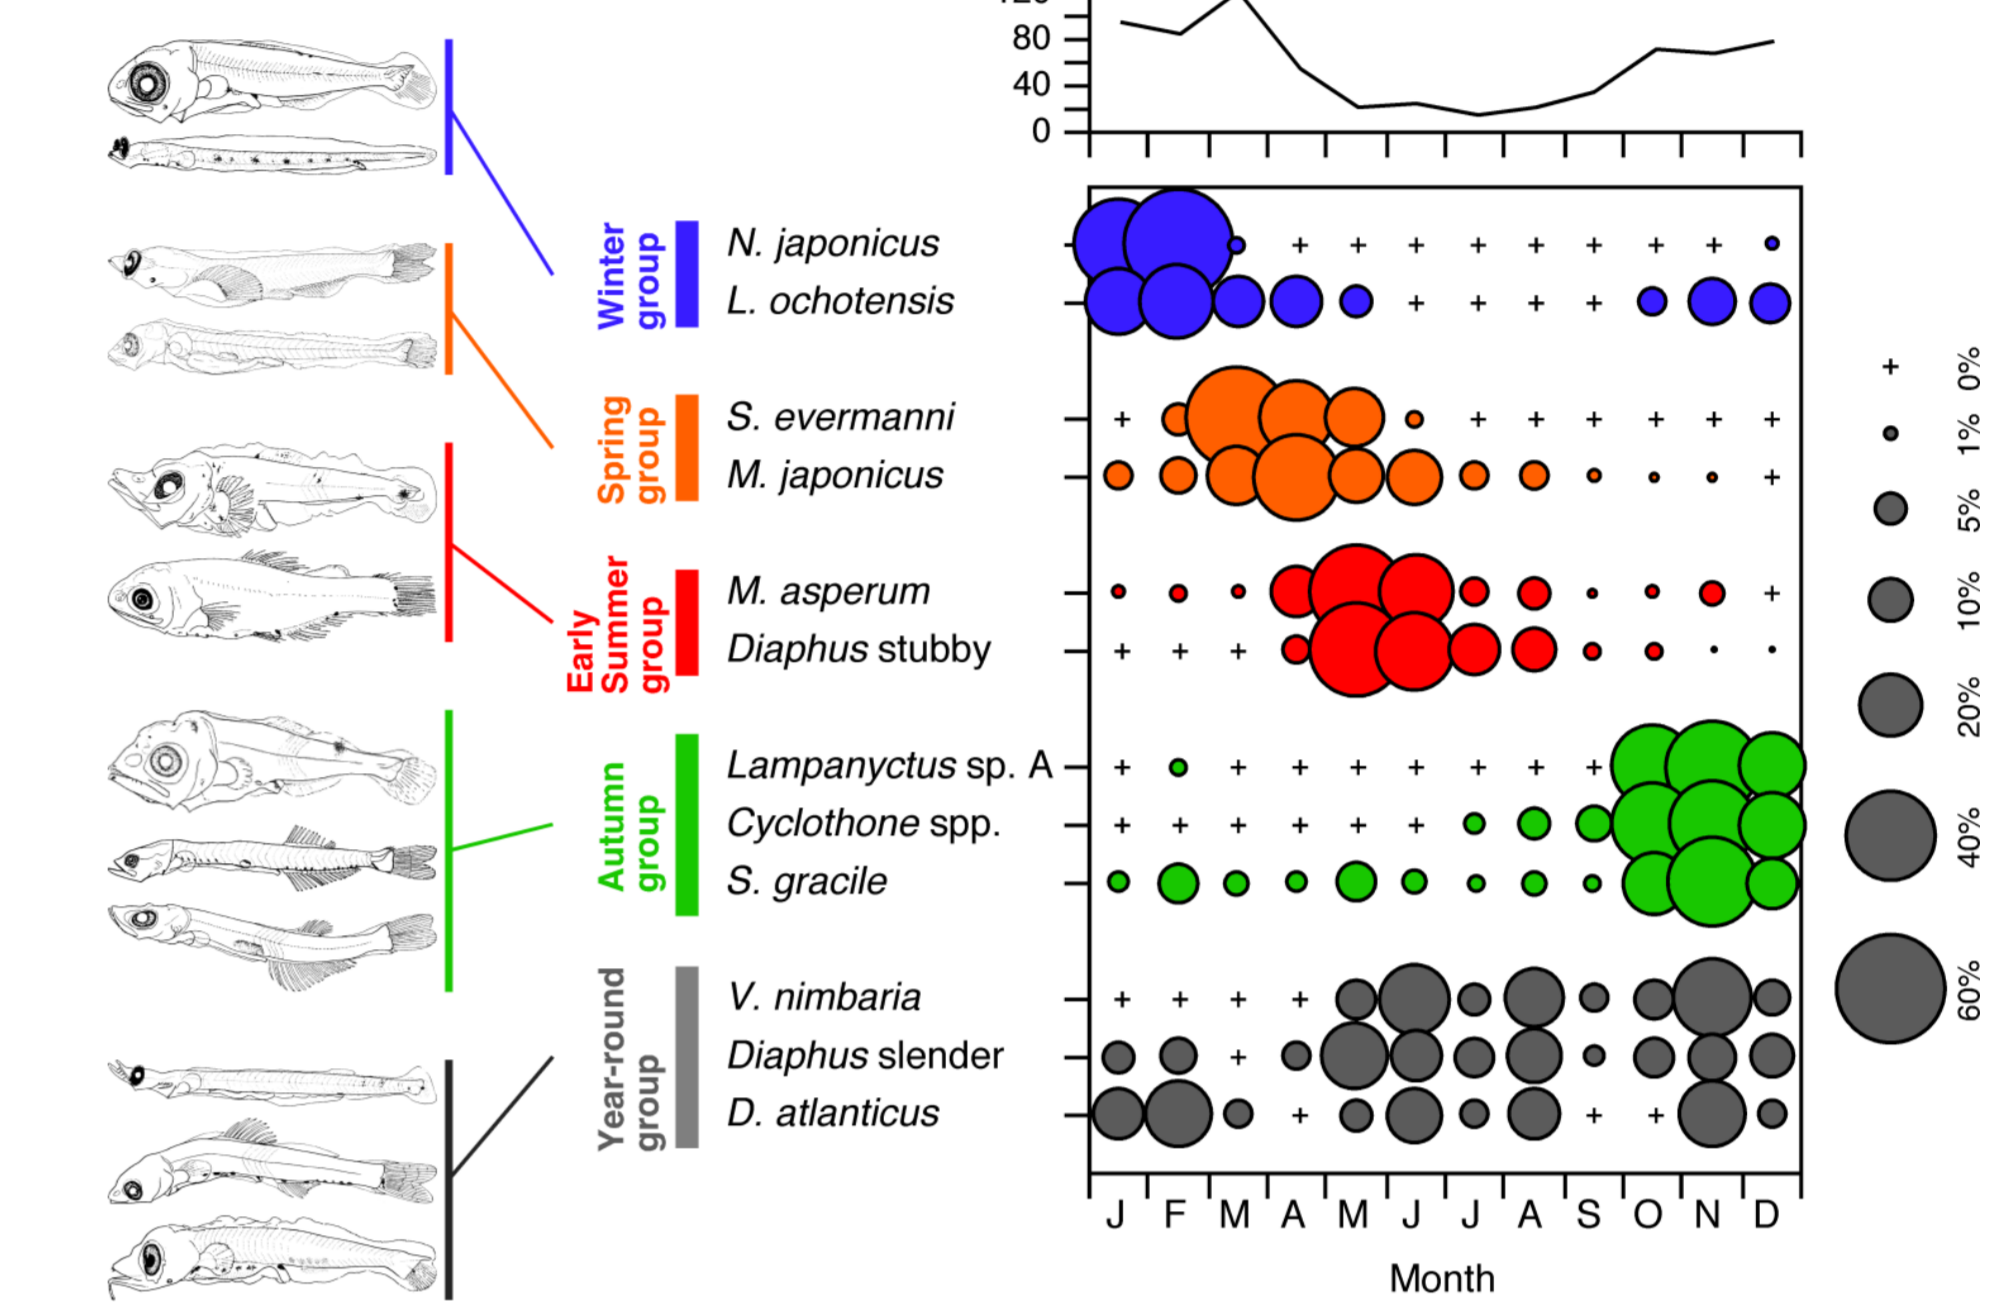 120
80
40
0
Winter
group
N. japonicus
L. ochotensis
Spring
group
S. evermanni
M. japonicus
Early
Summer
group
M. asperum
Diaphus stubby
Autumn
group
Lampanyctus sp. A
Cyclothone spp.
S. gracile
Year-round
group
V. nimbaria
Diaphus slender
D. atlanticus
J F M A M J J A S O N D
Month
0%
1%
5%
10%
20%
40%
60%